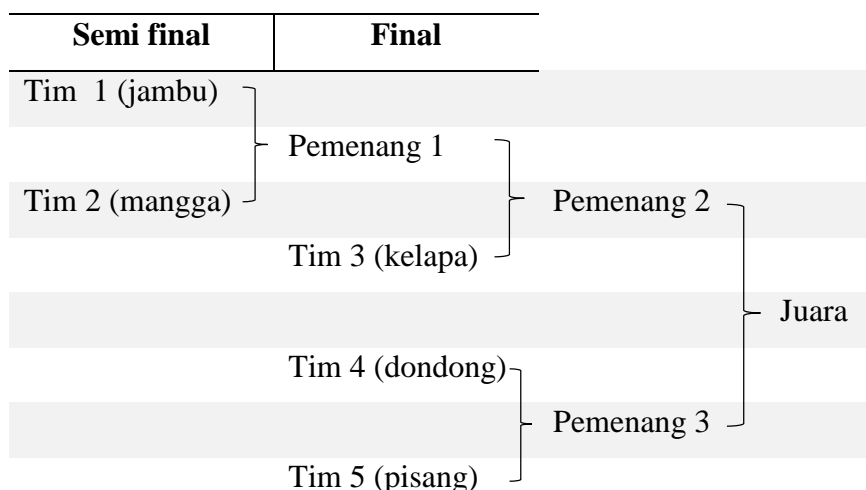 Semi final Final
Tim 1 (jambu)
Pemenang 1
Tim 2 (mangga) Pemenang 2
Tim 3 (kelapa)
Juara
Tim 4 (dondong)
Pemenang 3
Tim 5 (pisang)